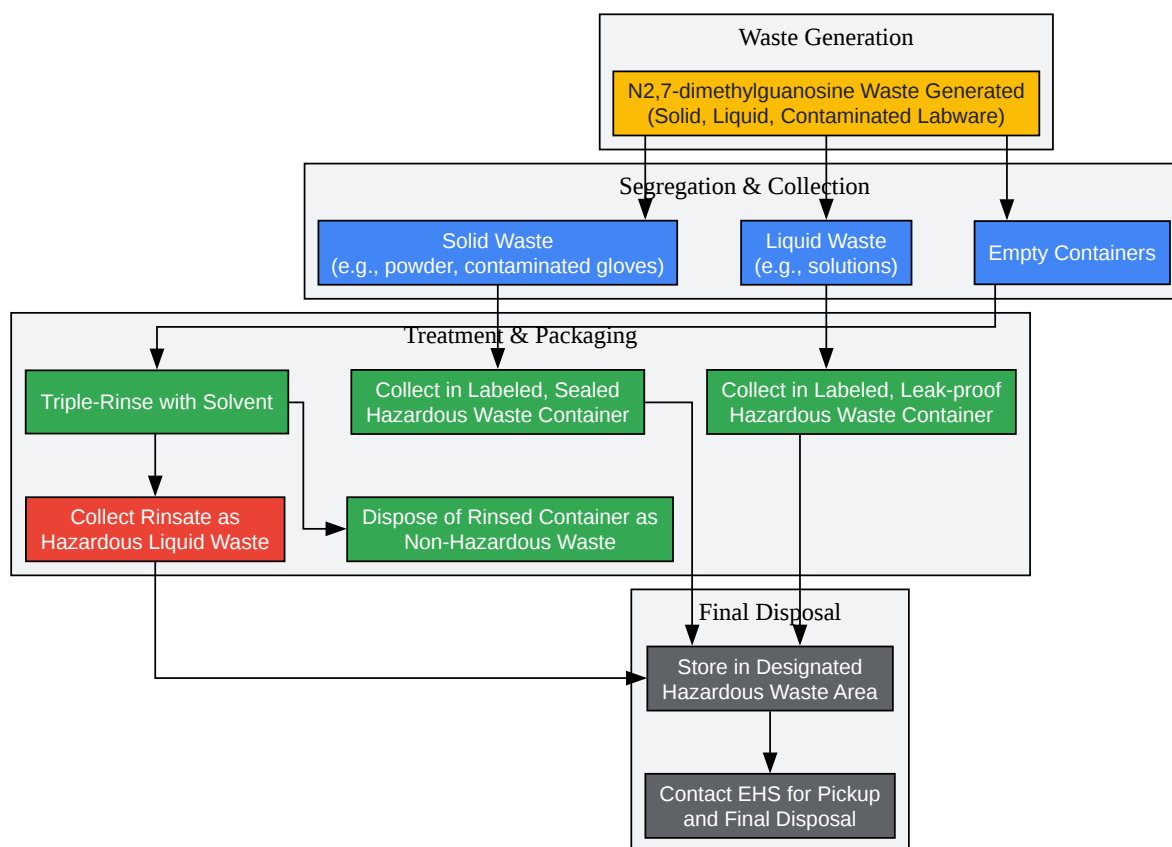 Waste Generation
N2,7-dimethylguanosine Waste Generated
(Solid, Liquid, Contaminated Labware)
Segregation & Collection
Solid Waste
(e.g., powder, contaminated gloves)
Liquid Waste
(e.g., solutions)
Empty Containers
Treatment & Packaging
Triple-Rinse with Solvent
Collect in Labeled, Sealed
Hazardous Waste Container
Collect in Labeled, Leak-proof
Hazardous Waste Container
Collect Rinsate as
Hazardous Liquid Waste
Dispose of Rinsed Container as
Non-Hazardous Waste
Final Disposal
Store in Designated
Hazardous Waste Area
Contact EHS for Pickup
and Final Disposal